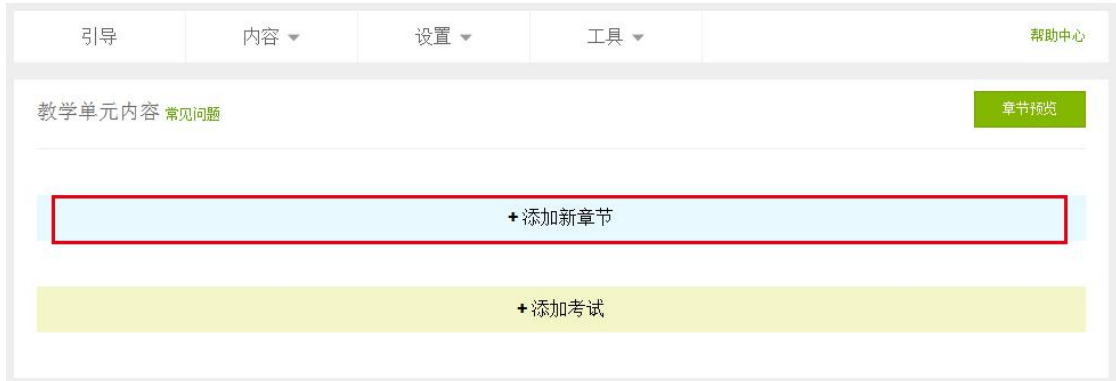 引导 内容 设置 工具 帮助中心
教学单元内容 常见问题 章节预览
+添加新章节
+添加考试